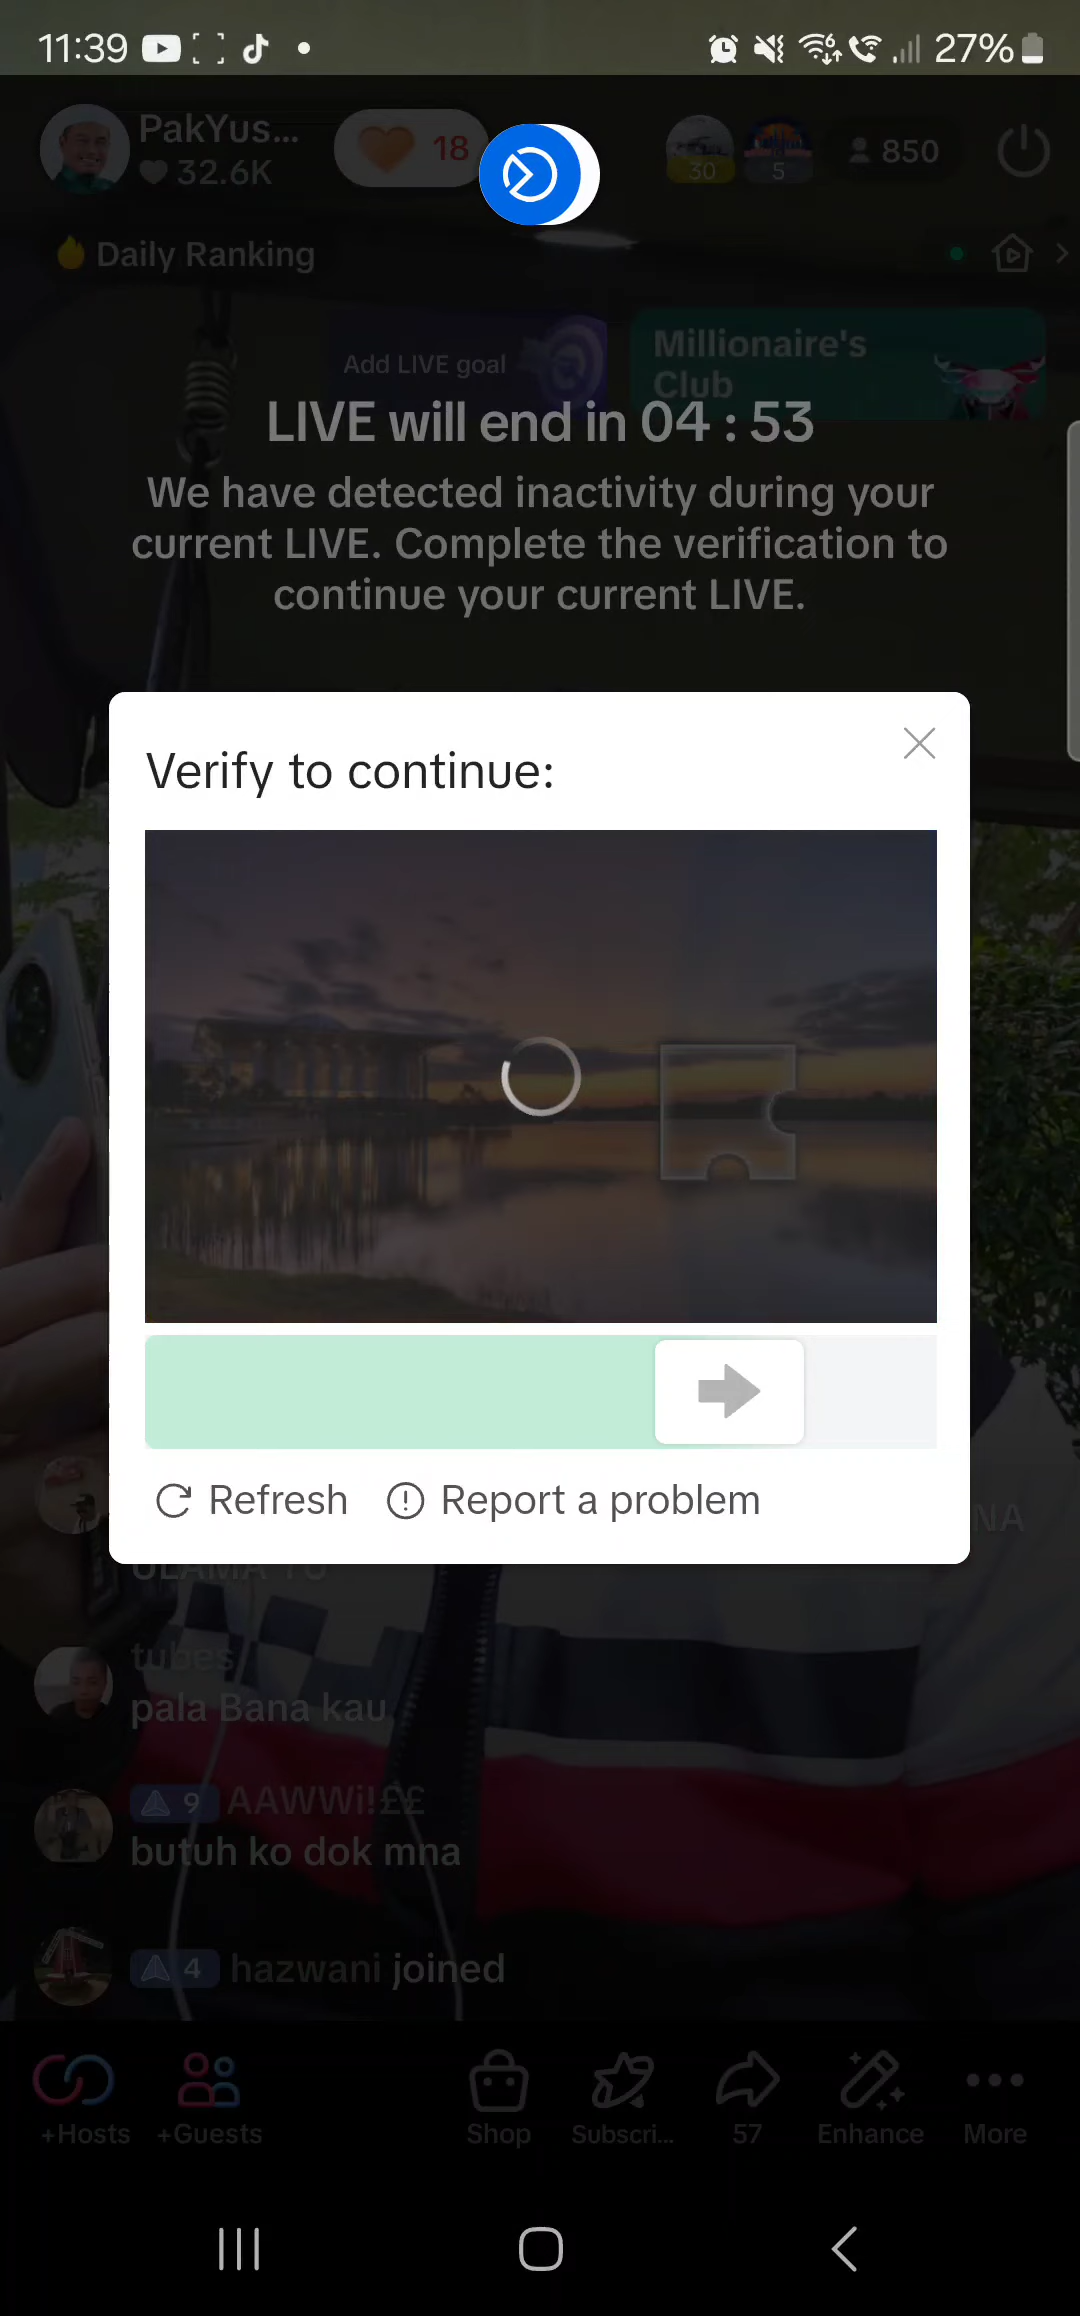 11:39
27%
PakYus...
32.6K
18
30
5
850
Daily Ranking
Add LIVE goal
Millionaire's
Club
LIVE will end in 04 : 53
We have detected inactivity during your
current LIVE. Complete the verification to
continue your current LIVE.
Verify to continue:
Refresh
Report a problem
NA
ULAMA TU
tubes
pala Bana kau
9 AAWWi!££
butuh ko dok mna
4 hazwani joined
+Hosts
+Guests
Shop
Subscri...
57
Enhance
More